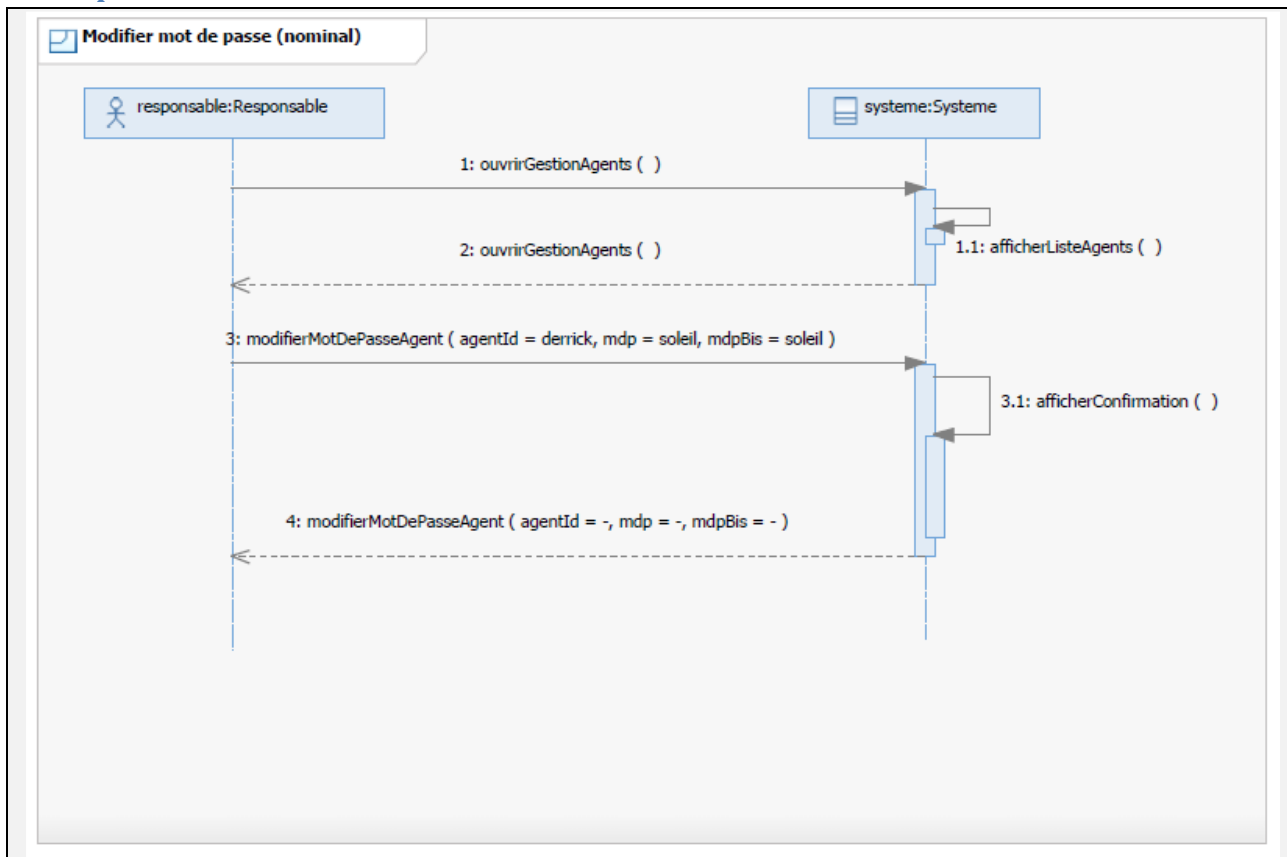 Modifier mot de passe (nominal)
responsable:Responsable
systeme:Systeme
1: ouvrirGestionAgents ( )
1.1: afficherListeAgents ( )
2: ouvrirGestionAgents ( )
3: modifierMotDePasseAgent ( agentId = derrick, mdp = soleil, mdpBis = soleil )
3.1: afficherConfirmation ( )
4: modifierMotDePasseAgent ( agentId = -, mdp = -, mdpBis = - )